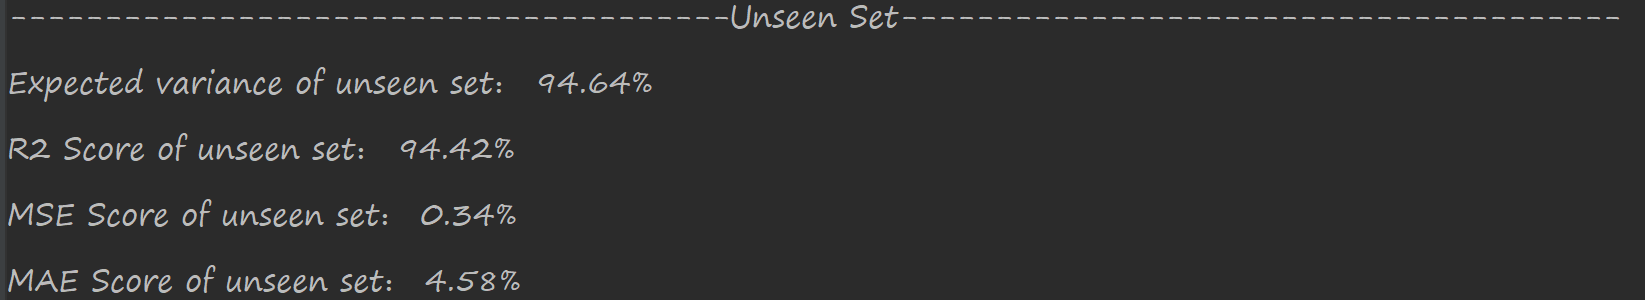 --------------------------------------Unseen Set--------------------------------------
Expected variance of unseen set： 94.64%
R2 Score of unseen set： 94.42%
MSE Score of unseen set： 0.34%
MAE Score of unseen set： 4.58%